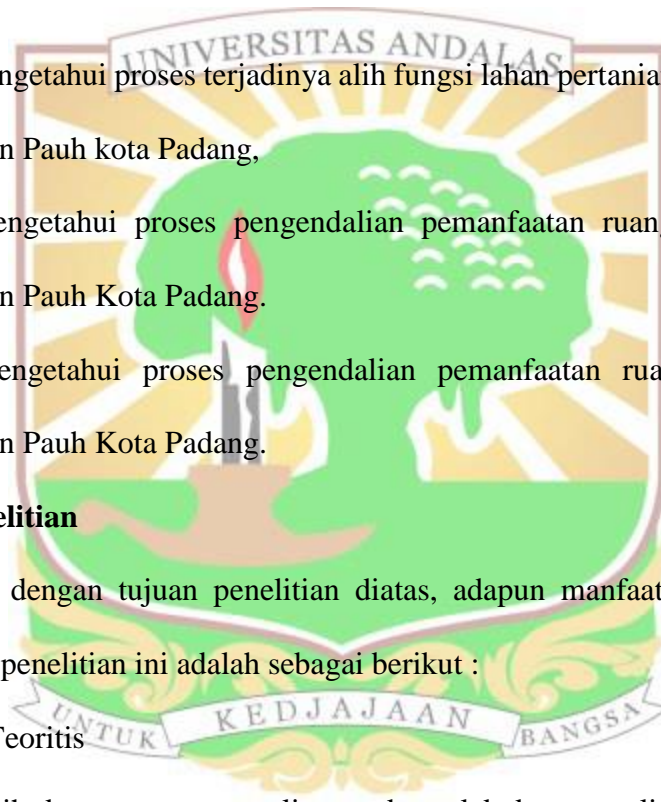 UNIVERSITAS ANDALAS
ngetahui proses terjadinya alih fungsi lahan pertania
n Pauh kota Padang,
engetahui proses pengendalian pemanfaatan ruang
n Pauh Kota Padang.
engetahui proses pengendalian pemanfaatan rua
n Pauh Kota Padang.
elitian
dengan tujuan penelitian diatas, adapun manfaat
penelitian ini adalah sebagai berikut :
Teoritis
UNTUK KEDJAJAAN BANGSA